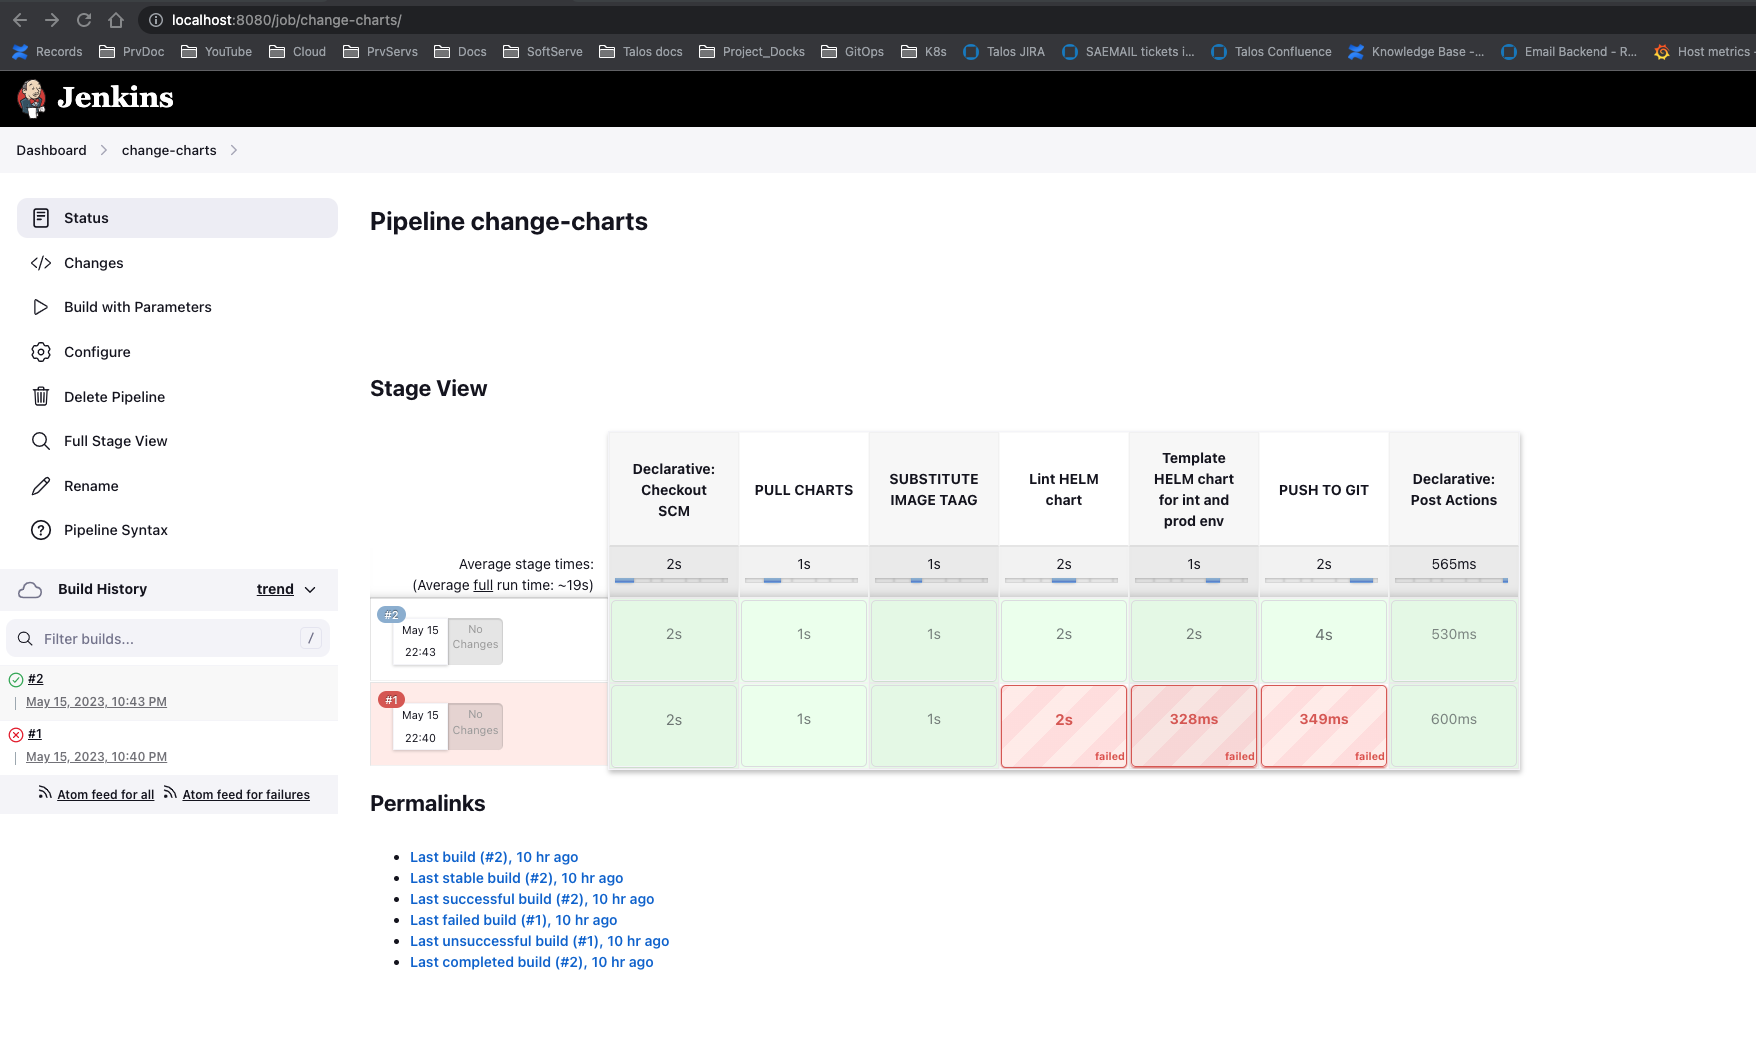 localhost:8080/job/change-charts/
Records PrvDoc YouTube Cloud PrvServs Docs SoftServe Talos docs Project_Docks GitOps K8s Talos JIRA SAEMAIL tickets i... Talos Confluence Knowledge Base -... Email Backend - R... Host metrics
Jenkins
Dashboard change-charts
Status
Changes
Build with Parameters
Configure
Delete Pipeline
Full Stage View
Rename
Pipeline Syntax
Build History trend
Filter builds... /
#2
May 15, 2023, 10:43 PM
#1
May 15, 2023, 10:40 PM
Atom feed for all Atom feed for failures
Pipeline change-charts
Stage View
Declarative:
Checkout
SCM
PULL CHARTS
SUBSTITUTE
IMAGE TAAG
Lint HELM
chart
Template
HELM chart
for int and
prod env
PUSH TO GIT
Declarative:
Post Actions
Average stage times:
(Average full run time: ~19s)
2s 1s 1s 2s 1s 2s 565ms
#2
May 15
22:43
No
Changes
2s 1s 1s 2s 2s 4s 530ms
#1
May 15
22:40
No
Changes
2s 1s 1s 2s 328ms 349ms 600ms
failed failed failed
Permalinks
Last build (#2), 10 hr ago
Last stable build (#2), 10 hr ago
Last successful build (#2), 10 hr ago
Last failed build (#1), 10 hr ago
Last unsuccessful build (#1), 10 hr ago
Last completed build (#2), 10 hr ago